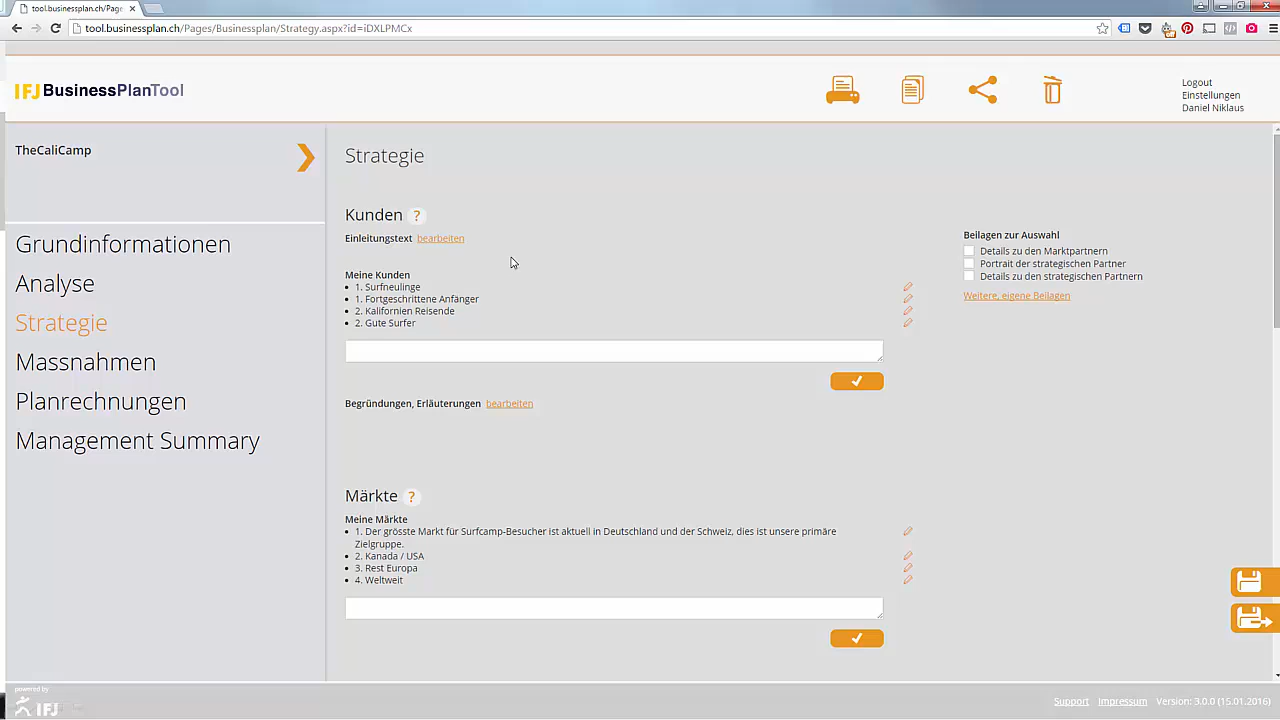 tool.businessplan.ch/Page
tool.businessplan.ch/Pages/Businessplan/Strategy.aspx?id=iDXLPMCx
IFJ BusinessPlanTool
Logout
Einstellungen
Daniel Niklaus
TheCaliCamp
Grundinformationen
Analyse
Strategie
Massnahmen
Planrechnungen
Management Summary
Strategie
Kunden ?
Einleitungstext bearbeiten
Meine Kunden
1. Surfneulinge
1. Fortgeschrittene Anfänger
2. Kalifornien Reisende
2. Gute Surfer
Begründungen, Erläuterungen bearbeiten
Beilagen zur Auswahl
Details zu den Marktpartnern
Portrait der strategischen Partner
Details zu den strategischen Partnern
Weitere, eigene Beilagen
Märkte ?
Meine Märkte
1. Der grösste Markt für Surfcamp-Besucher ist aktuell in Deutschland und der Schweiz, dies ist unsere primäre
Zielgruppe.
2. Kanada / USA
3. Rest Europa
4. Weltweit
powered by
IFJ
Support Impressum Version: 3.0.0 (15.01.2016)